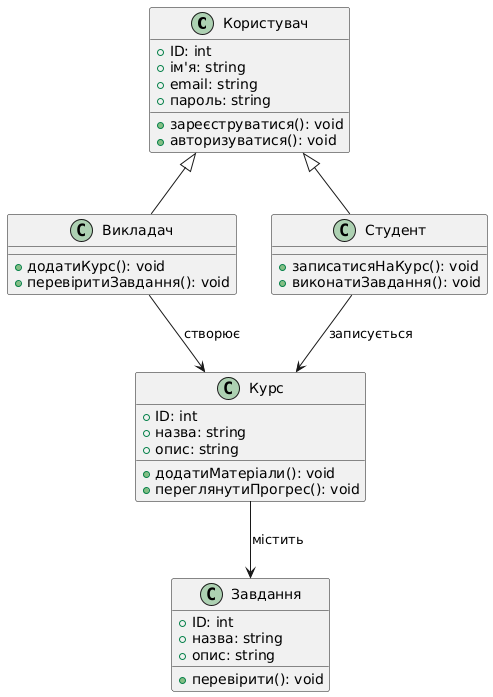 C Користувач
ID: int
ім'я: string
email: string
пароль: string
зареєструватися(): void
авторизуватися(): void
C Викладач
додатиКурс(): void
перевіритиЗавдання(): void
C Студент
записатисяНаКурс(): void
виконатиЗавдання(): void
створює
записується
C Курс
ID: int
назва: string
опис: string
додатиМатеріали(): void
переглянутиПрогрес(): void
містить
C Завдання
ID: int
назва: string
опис: string
перевірити(): void